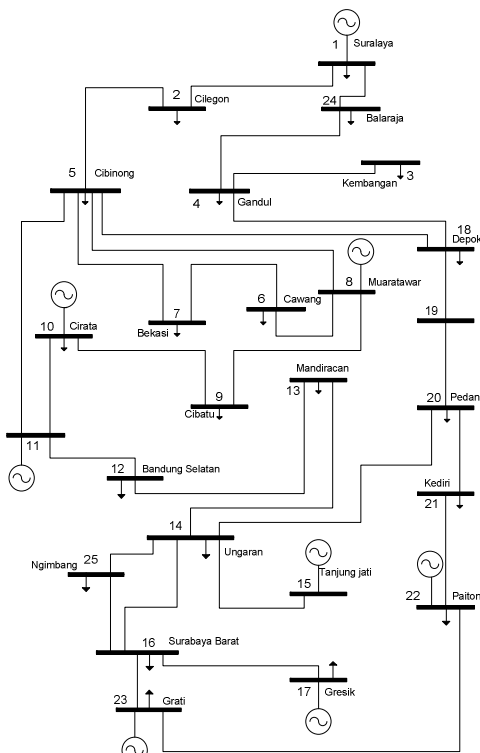 1 Suralaya
2 Cilegon
24
Balaraja
5 Cibinong
Kembangan 3
4 Gandul
18
Depok
8 Muaratawar
6 Cawang
7
Bekasi
10 Cirata
19
Mandiracan
13
9
Cibatu
20 Pedan
11
12 Bandung Selatan
Kediri
21
14
Ungaran
Ngimbang 25
Tanjung jati
15
22 Paiton
16 Surabaya Barat
17 Gresik
23 Grati